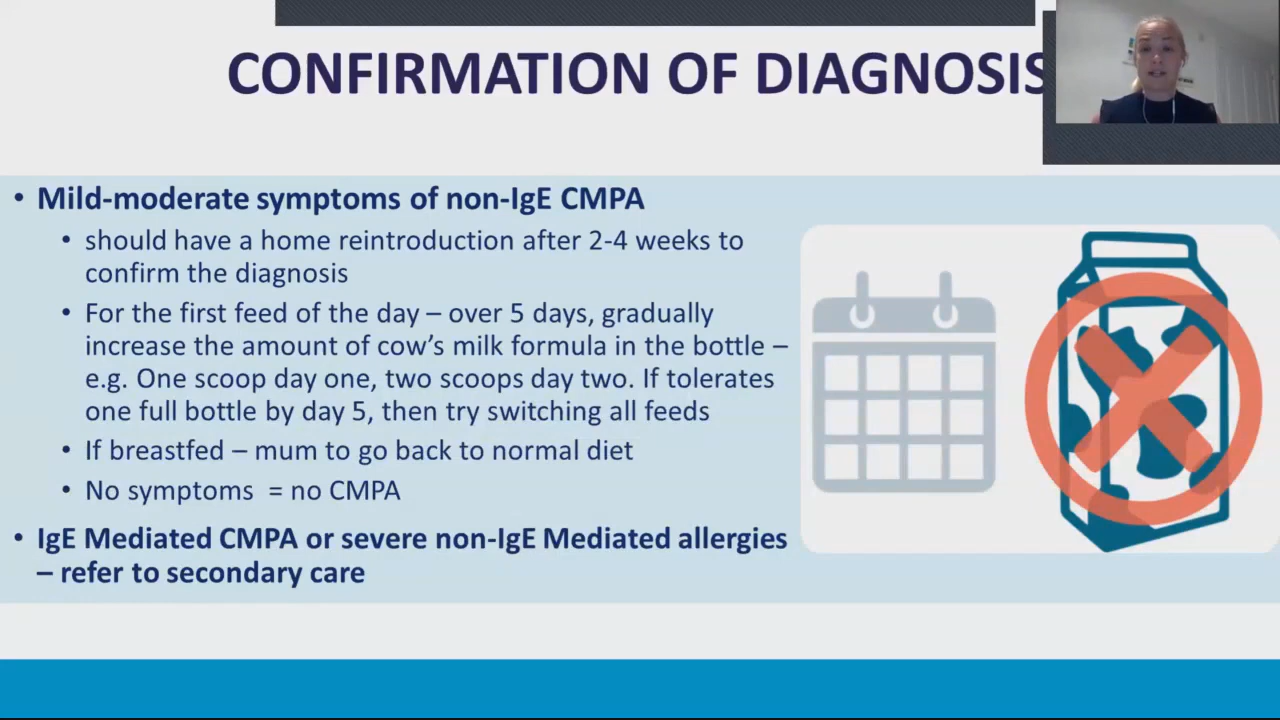 CONFIRMATION OF DIAGNOSIS
• Mild-moderate symptoms of non-IgE CMPA
• should have a home reintroduction after 2-4 weeks to
confirm the diagnosis
• For the first feed of the day – over 5 days, gradually
increase the amount of cow's milk formula in the bottle –
e.g. One scoop day one, two scoops day two. If tolerates
one full bottle by day 5, then try switching all feeds
• If breastfed – mum to go back to normal diet
• No symptoms = no CMPA
• IgE Mediated CMPA or severe non-IgE Mediated allergies
– refer to secondary care